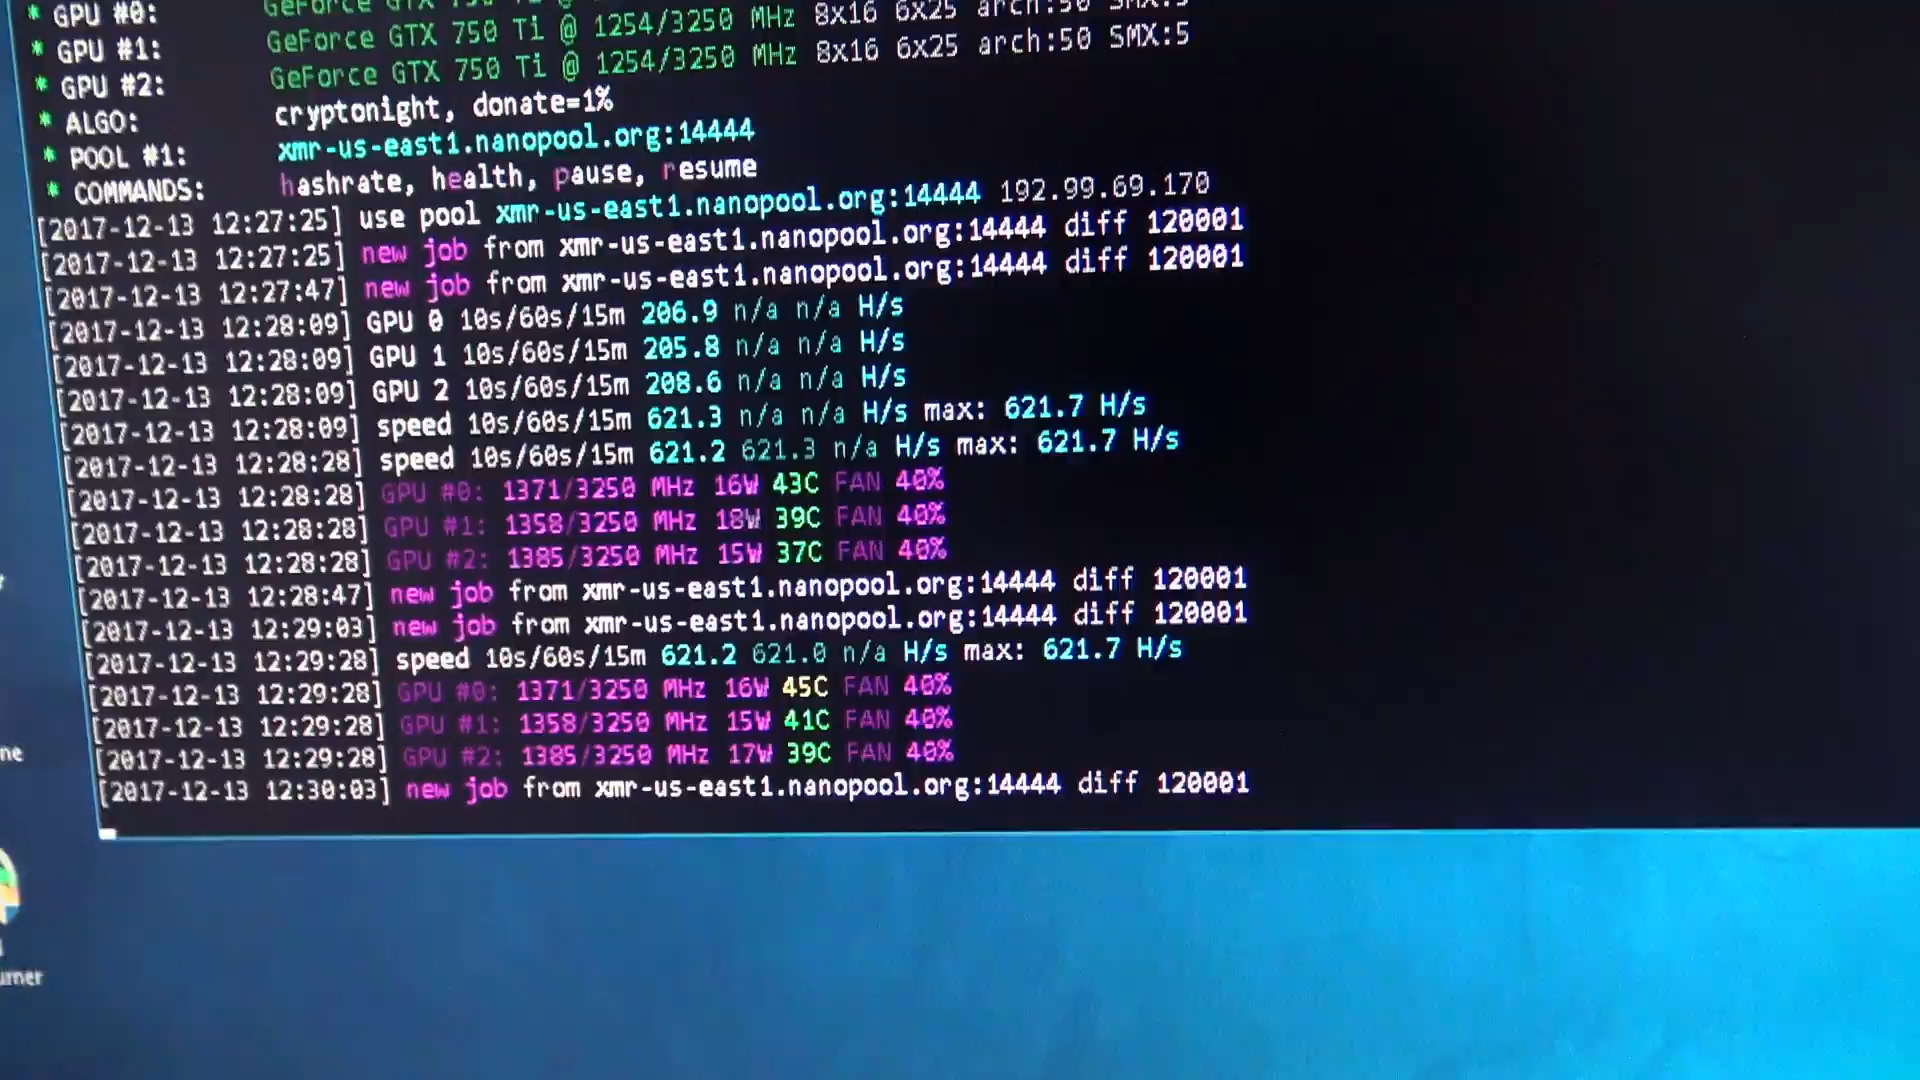 * GPU #0: GeForce GTX 750 Ti @ 1254/3250 MHz 8x16 6x25 arch:50 SMX:5
* GPU #1: GeForce GTX 750 Ti @ 1254/3250 MHz 8x16 6x25 arch:50 SMX:5
* GPU #2: GeForce GTX 750 Ti @ 1254/3250 MHz 8x16 6x25 arch:50 SMX:5
* ALGO: cryptonight, donate=1%
* POOL #1: xmr-us-east1.nanopool.org:14444
* COMMANDS: hashrate, health, pause, resume
[2017-12-13 12:27:25] use pool xmr-us-east1.nanopool.org:14444 192.99.69.170
[2017-12-13 12:27:25] new job from xmr-us-east1.nanopool.org:14444 diff 120001
[2017-12-13 12:27:47] new job from xmr-us-east1.nanopool.org:14444 diff 120001
[2017-12-13 12:28:09] GPU 0 10s/60s/15m 206.9 n/a n/a H/s
[2017-12-13 12:28:09] GPU 1 10s/60s/15m 205.8 n/a n/a H/s
[2017-12-13 12:28:09] GPU 2 10s/60s/15m 208.6 n/a n/a H/s
[2017-12-13 12:28:09] speed 10s/60s/15m 621.3 n/a n/a H/s max: 621.7 H/s
[2017-12-13 12:28:28] speed 10s/60s/15m 621.2 621.3 n/a H/s max: 621.7 H/s
[2017-12-13 12:28:28] GPU #0: 1371/3250 MHz 16W 43C FAN 40%
[2017-12-13 12:28:28] GPU #1: 1358/3250 MHz 18W 39C FAN 40%
[2017-12-13 12:28:28] GPU #2: 1385/3250 MHz 15W 37C FAN 40%
[2017-12-13 12:28:47] new job from xmr-us-east1.nanopool.org:14444 diff 120001
[2017-12-13 12:29:03] new job from xmr-us-east1.nanopool.org:14444 diff 120001
[2017-12-13 12:29:28] speed 10s/60s/15m 621.2 621.0 n/a H/s max: 621.7 H/s
[2017-12-13 12:29:28] GPU #0: 1371/3250 MHz 16W 45C FAN 40%
[2017-12-13 12:29:28] GPU #1: 1358/3250 MHz 15W 41C FAN 40%
[2017-12-13 12:29:28] GPU #2: 1385/3250 MHz 17W 39C FAN 40%
[2017-12-13 12:30:03] new job from xmr-us-east1.nanopool.org:14444 diff 120001